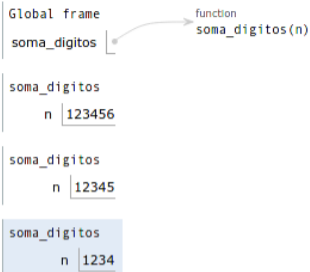 Global frame
function
soma_digitos
soma_digitos(n)
soma_digitos
n 123456
soma_digitos
n 12345
soma_digitos
n 1234